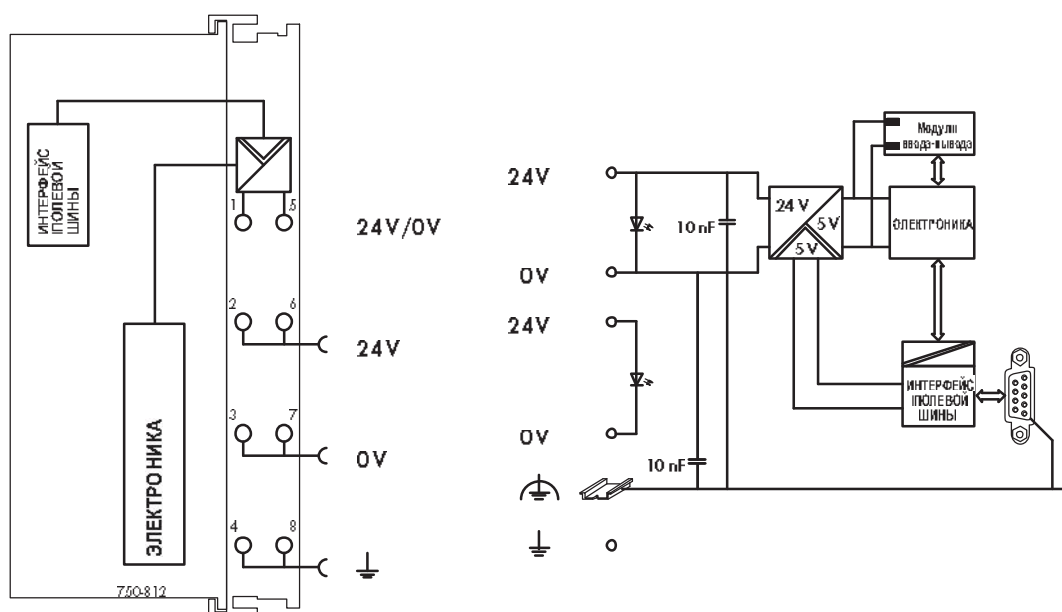 ИНТЕРФЕЙС
ПОЛЕВОЙ
ШИНЫ
1
5
24V/0V
2
6
24V
3
7
0V
4
8
ЭЛЕКТРОНИКА
750-812
24V
0V
24V
0V
10 nF
10 nF
24 V
5 V
5 V
Модули
ввода-вывода
ЭЛЕКТРОНИКА
ИНТЕРФЕЙС
ПОЛЕВОЙ
ШИНЫ